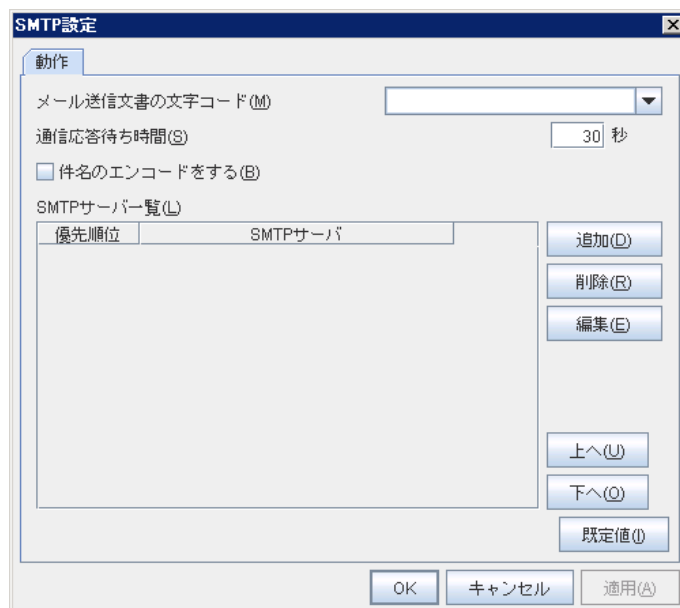 SMTP設定
動作
メール送信文書の文字コード(M)
通信応答待ち時間(S) 30 秒
件名のエンコードをする(B)
SMTPサーバ一覧(L)
優先順位 SMTPサーバ
追加(D)
削除(R)
編集(E)
上へ(U)
下へ(O)
既定値(I)
OK キャンセル 適用(A)